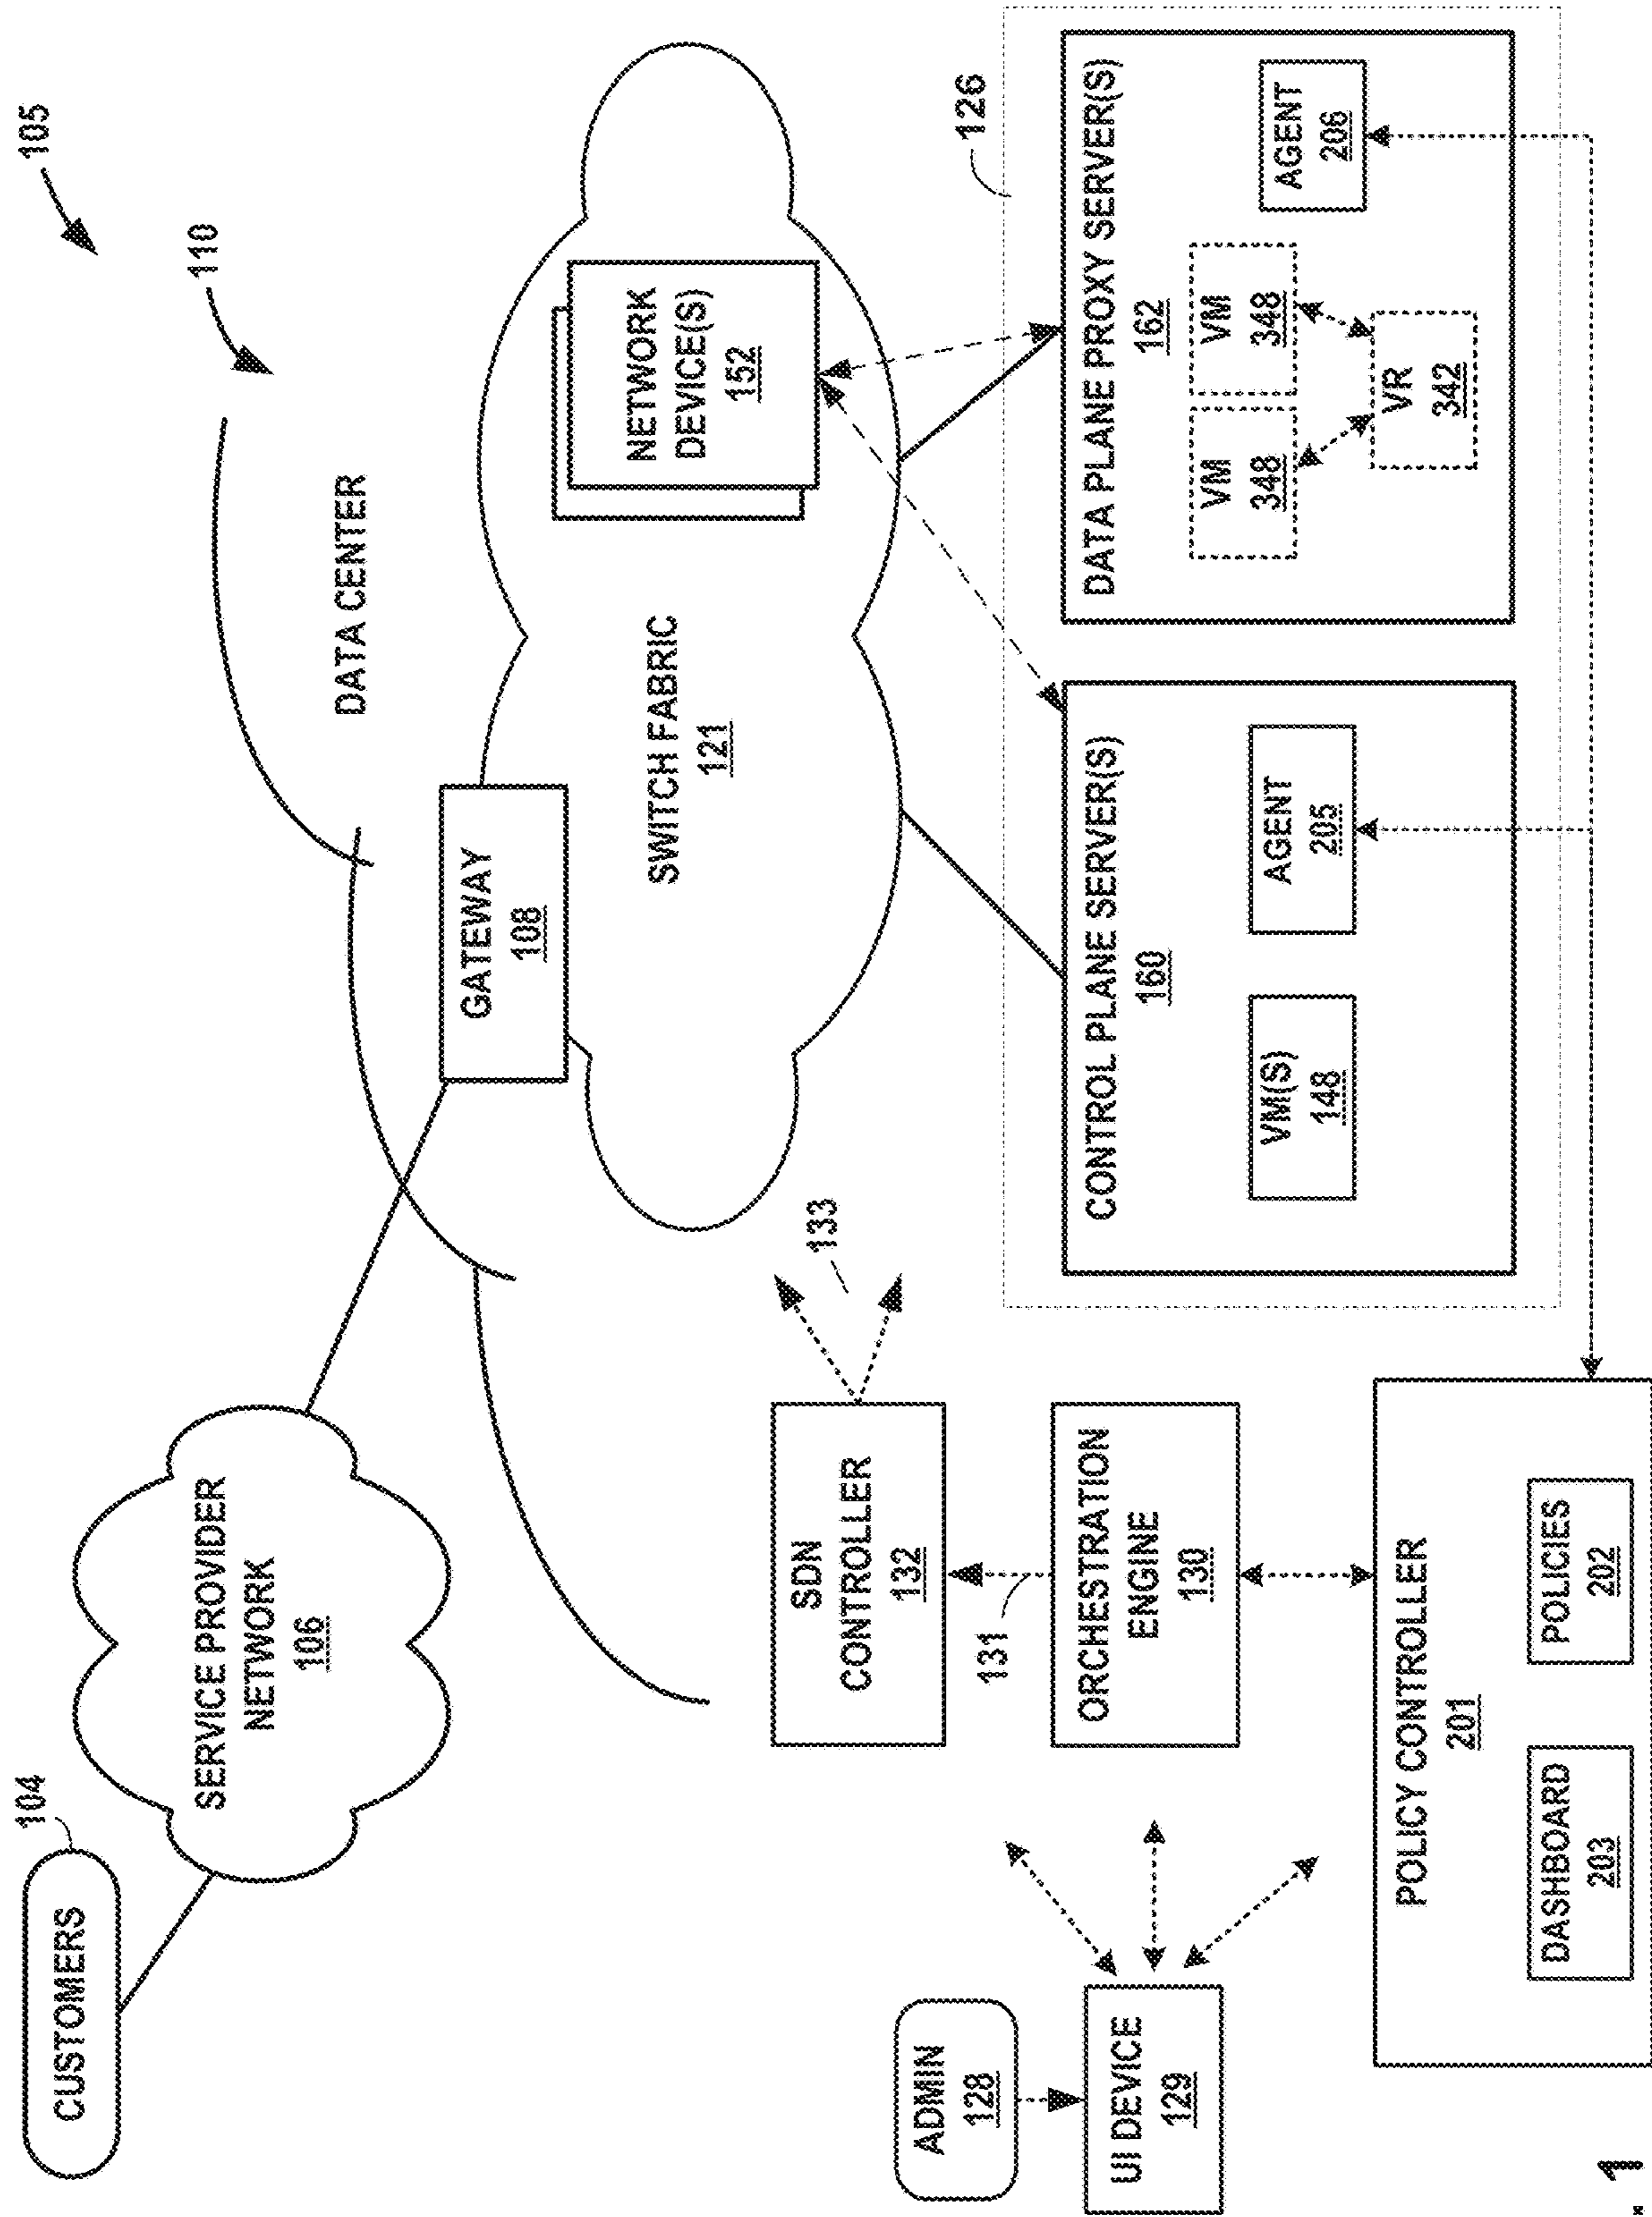 105
CUSTOMERS
104
SERVICE PROVIDER
NETWORK
106
110
DATA CENTER
GATEWAY
108
SWITCH FABRIC
121
NETWORK
DEVICE(S)
152
SDN
CONTROLLER
132
133
131
ORCHESTRATION
ENGINE
130
ADMIN
128
UI DEVICE
129
126
CONTROL PLANE SERVER(S)
160
VM(S)
148
AGENT
205
DATA PLANE PROXY SERVER(S)
162
VM
348
VM
348
VR
342
AGENT
206
POLICY CONTROLLER
201
DASHBOARD
203
POLICIES
202
. 1